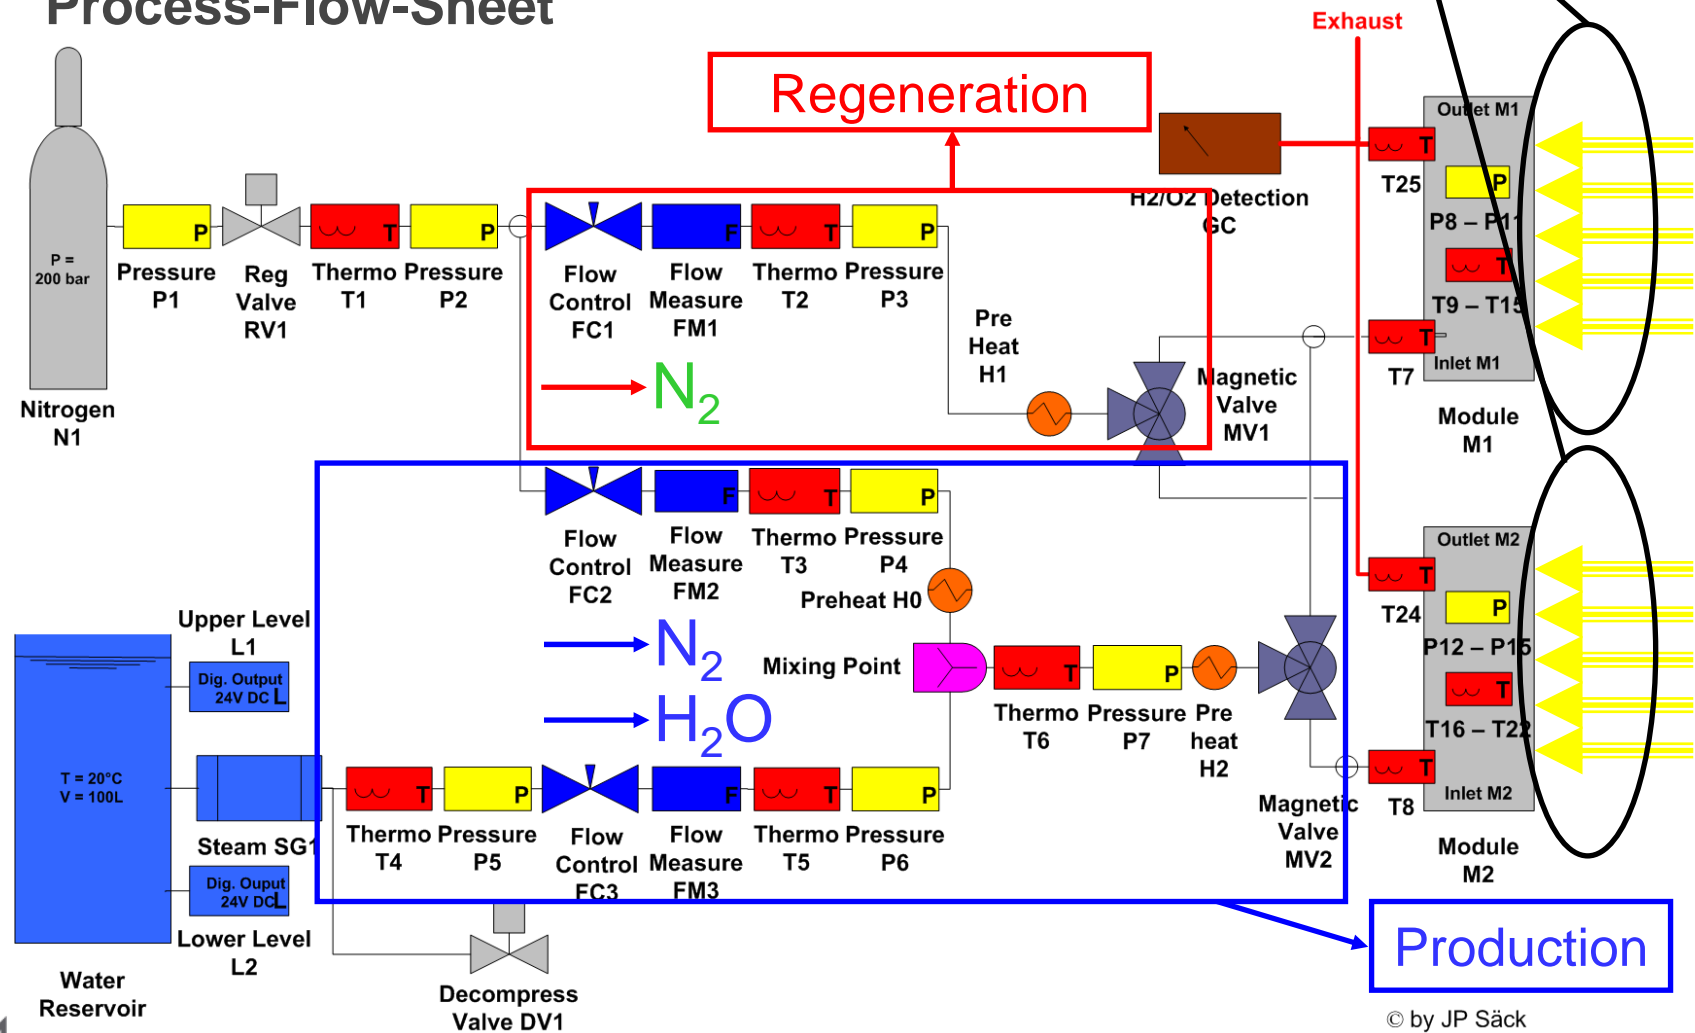 Process-Flow-Sheet
Exhaust
Regeneration
Outlet M1
T
T25
P
P8 – P11
T
T9 – T15
T
Inlet M1
T7
Module
M1
H2/O2 Detection
GC
P =
200 bar
Nitrogen
N1
P
Pressure
P1
Reg
Valve
RV1
T
Thermo
T1
P
Pressure
P2
Flow
Control
FC1
F
Flow
Measure
FM1
T
Thermo
T2
P
Pressure
P3
N2
Pre
Heat
H1
Magnetic
Valve
MV1
Flow
Control
FC2
F
Flow
Measure
FM2
T
Thermo
T3
P
Pressure
P4
Preheat H0
N2
H2O
Mixing Point
T
Thermo
T6
P
Pressure
P7
Pre
heat
H2
Magnetic
Valve
MV2
Outlet M2
T
T24
P
P12 – P15
T
T16 – T22
T
Inlet M2
T8
Module
M2
Upper Level
L1
Dig. Output
24V DC L
T = 20°C
V = 100L
Steam SG1
Dig. Ouput
24V DC L
Lower Level
L2
Water
Reservoir
T
Thermo
T4
P
Pressure
P5
Flow
Control
FC3
F
Flow
Measure
FM3
T
Thermo
T5
P
Pressure
P6
Decompress
Valve DV1
Production
© by JP Säck